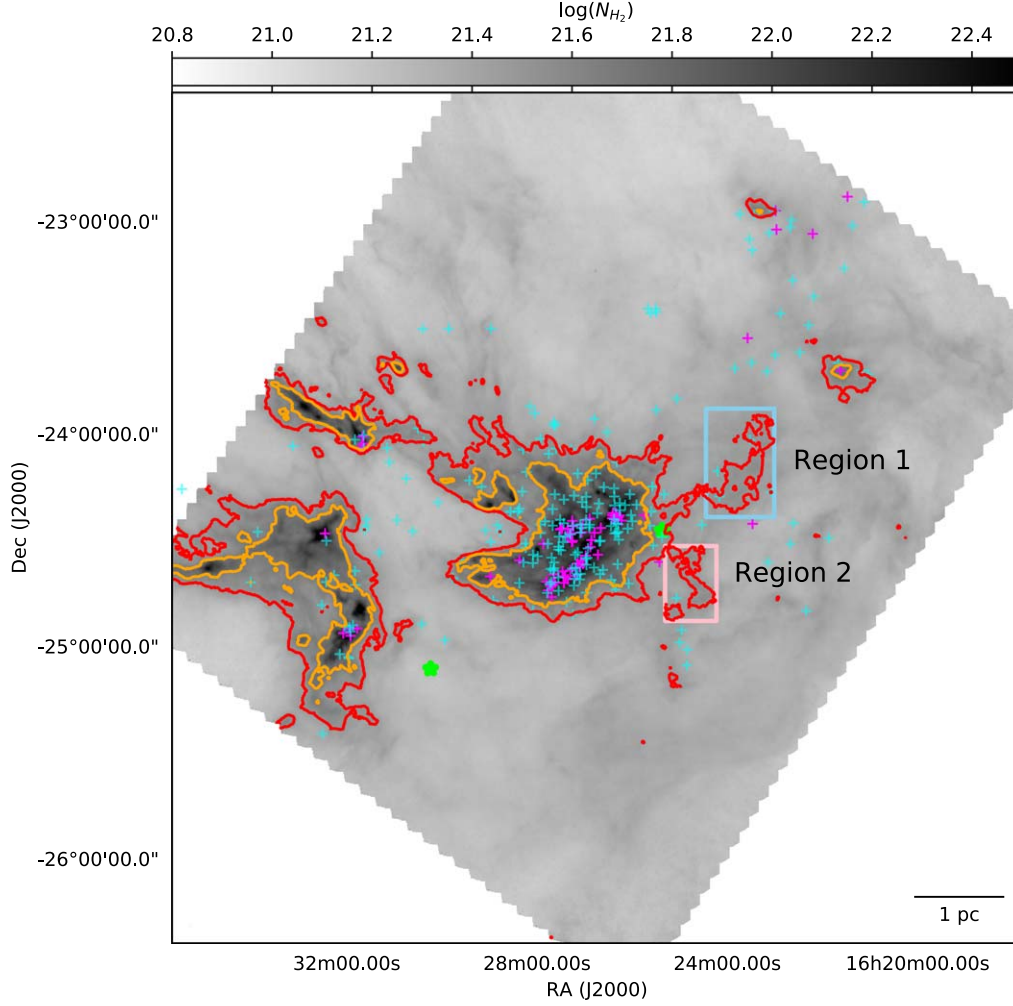 log(N_{H_2})
20.8 21.0 21.2 21.4 21.6 21.8 22.0 22.2 22.4
-23°00'00.0"
-24°00'00.0"
Region 1
Dec (J2000)
Region 2
-25°00'00.0"
-26°00'00.0"
1 pc
32m00.00s 28m00.00s 24m00.00s 16h20m00.00s
RA (J2000)